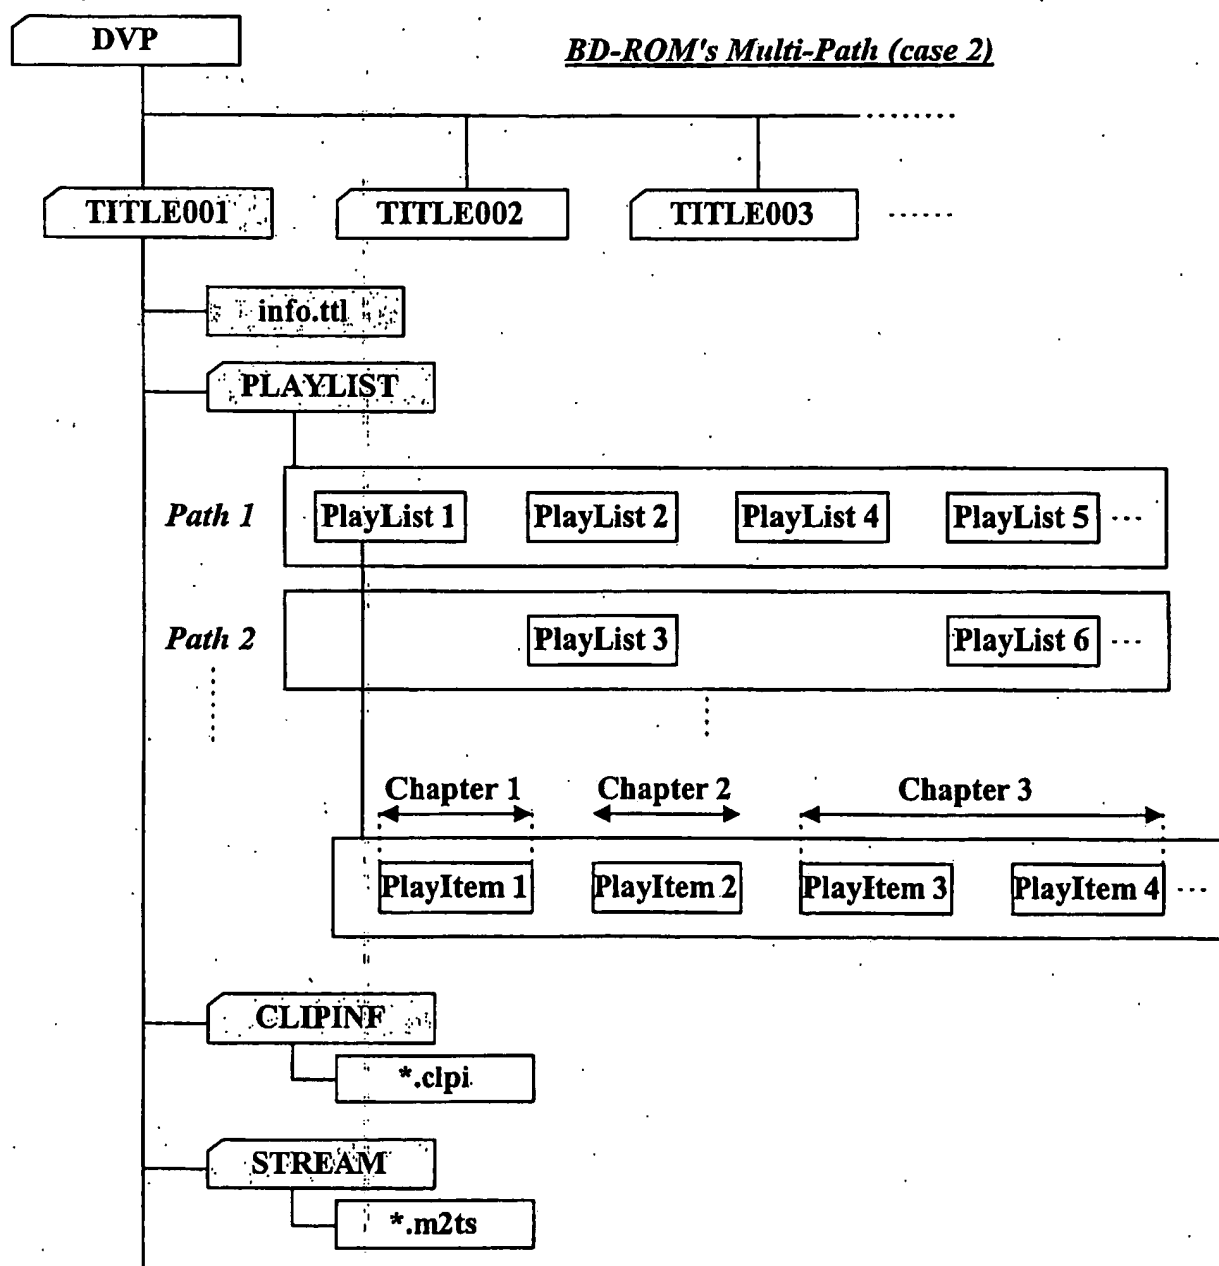 DVP
BD-ROM's Multi-Path (case 2)
TITLE001 TITLE002 TITLE003 ......
info.ttl
PLAYLIST
Path 1 PlayList 1 PlayList 2 PlayList 4 PlayList 5 ...
Path 2 PlayList 3 PlayList 6 ...
Chapter 1 Chapter 2 Chapter 3
PlayItem 1 PlayItem 2 PlayItem 3 PlayItem 4 ...
CLIPINF
*.clpi
STREAM
*.m2ts